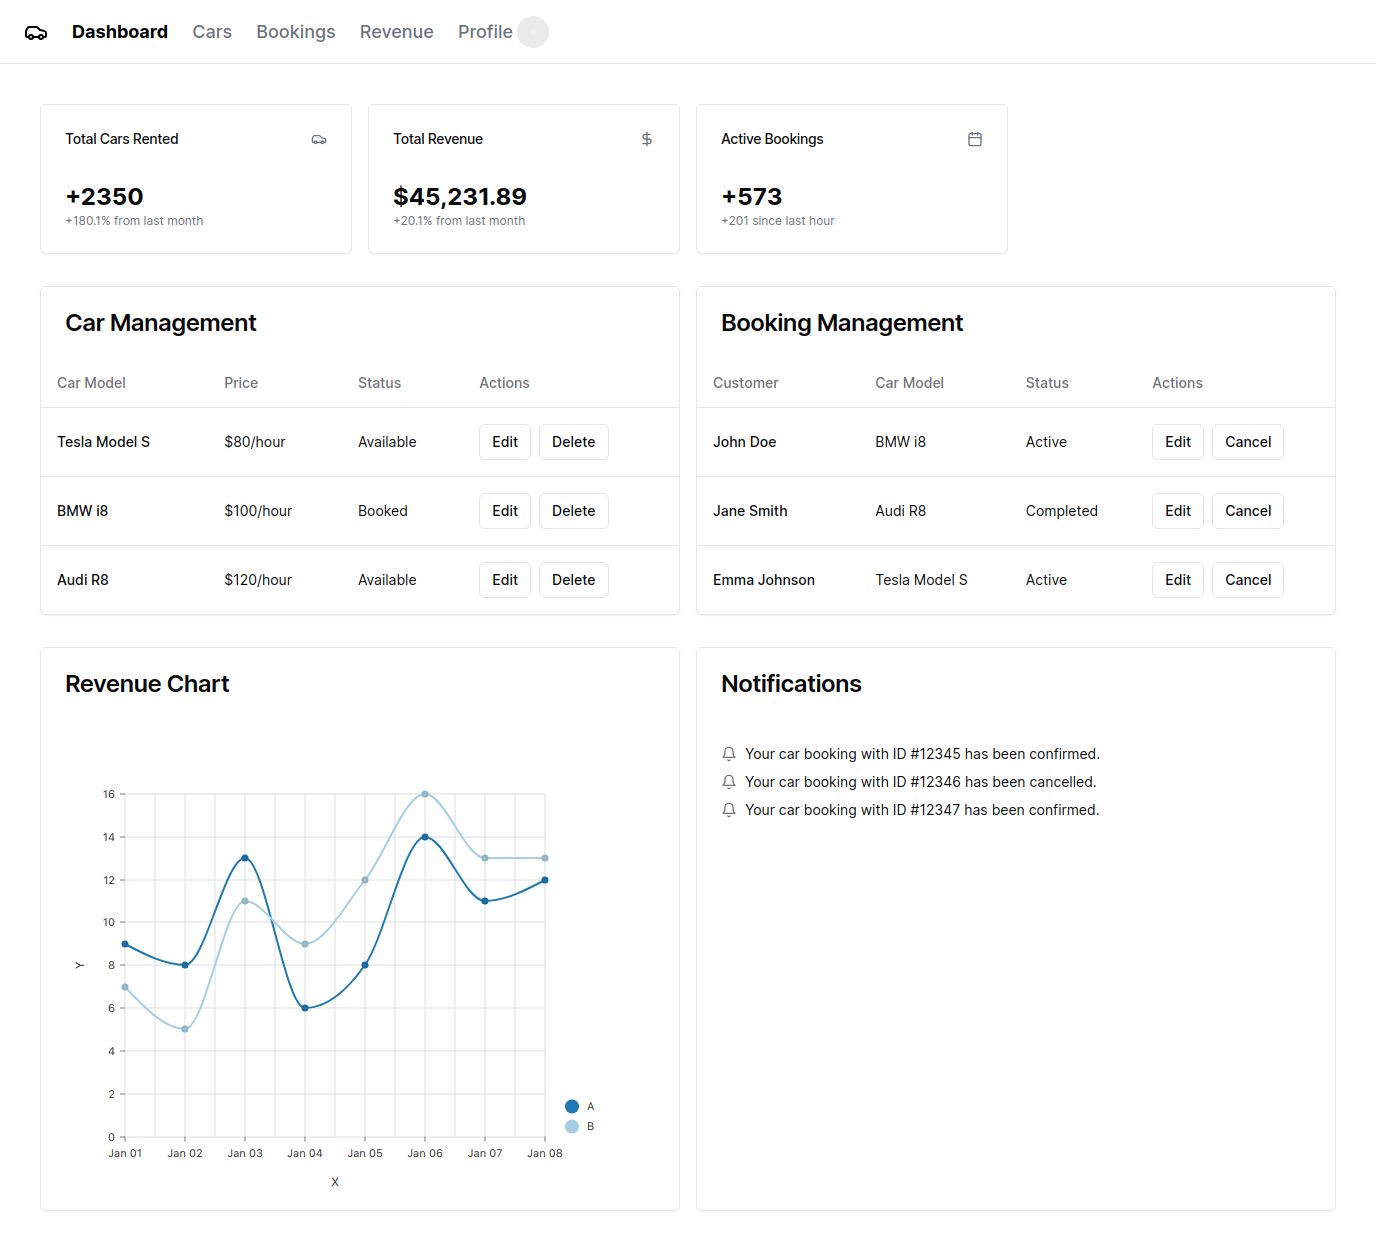 Dashboard Cars Bookings Revenue Profile
Total Cars Rented
+2350
+180.1% from last month
Total Revenue
$45,231.89
+20.1% from last month
Active Bookings
+573
+201 since last hour
Car Management
Car Model Price Status Actions
Tesla Model S $80/hour Available Edit Delete
BMW i8 $100/hour Booked Edit Delete
Audi R8 $120/hour Available Edit Delete
Booking Management
Customer Car Model Status Actions
John Doe BMW i8 Active Edit Cancel
Jane Smith Audi R8 Completed Edit Cancel
Emma Johnson Tesla Model S Active Edit Cancel
Revenue Chart
16
14
12
10
8
6
4
2
0
Y
Jan 01 Jan 02 Jan 03 Jan 04 Jan 05 Jan 06 Jan 07 Jan 08
X
A
B
Notifications
Your car booking with ID #12345 has been confirmed.
Your car booking with ID #12346 has been cancelled.
Your car booking with ID #12347 has been confirmed.